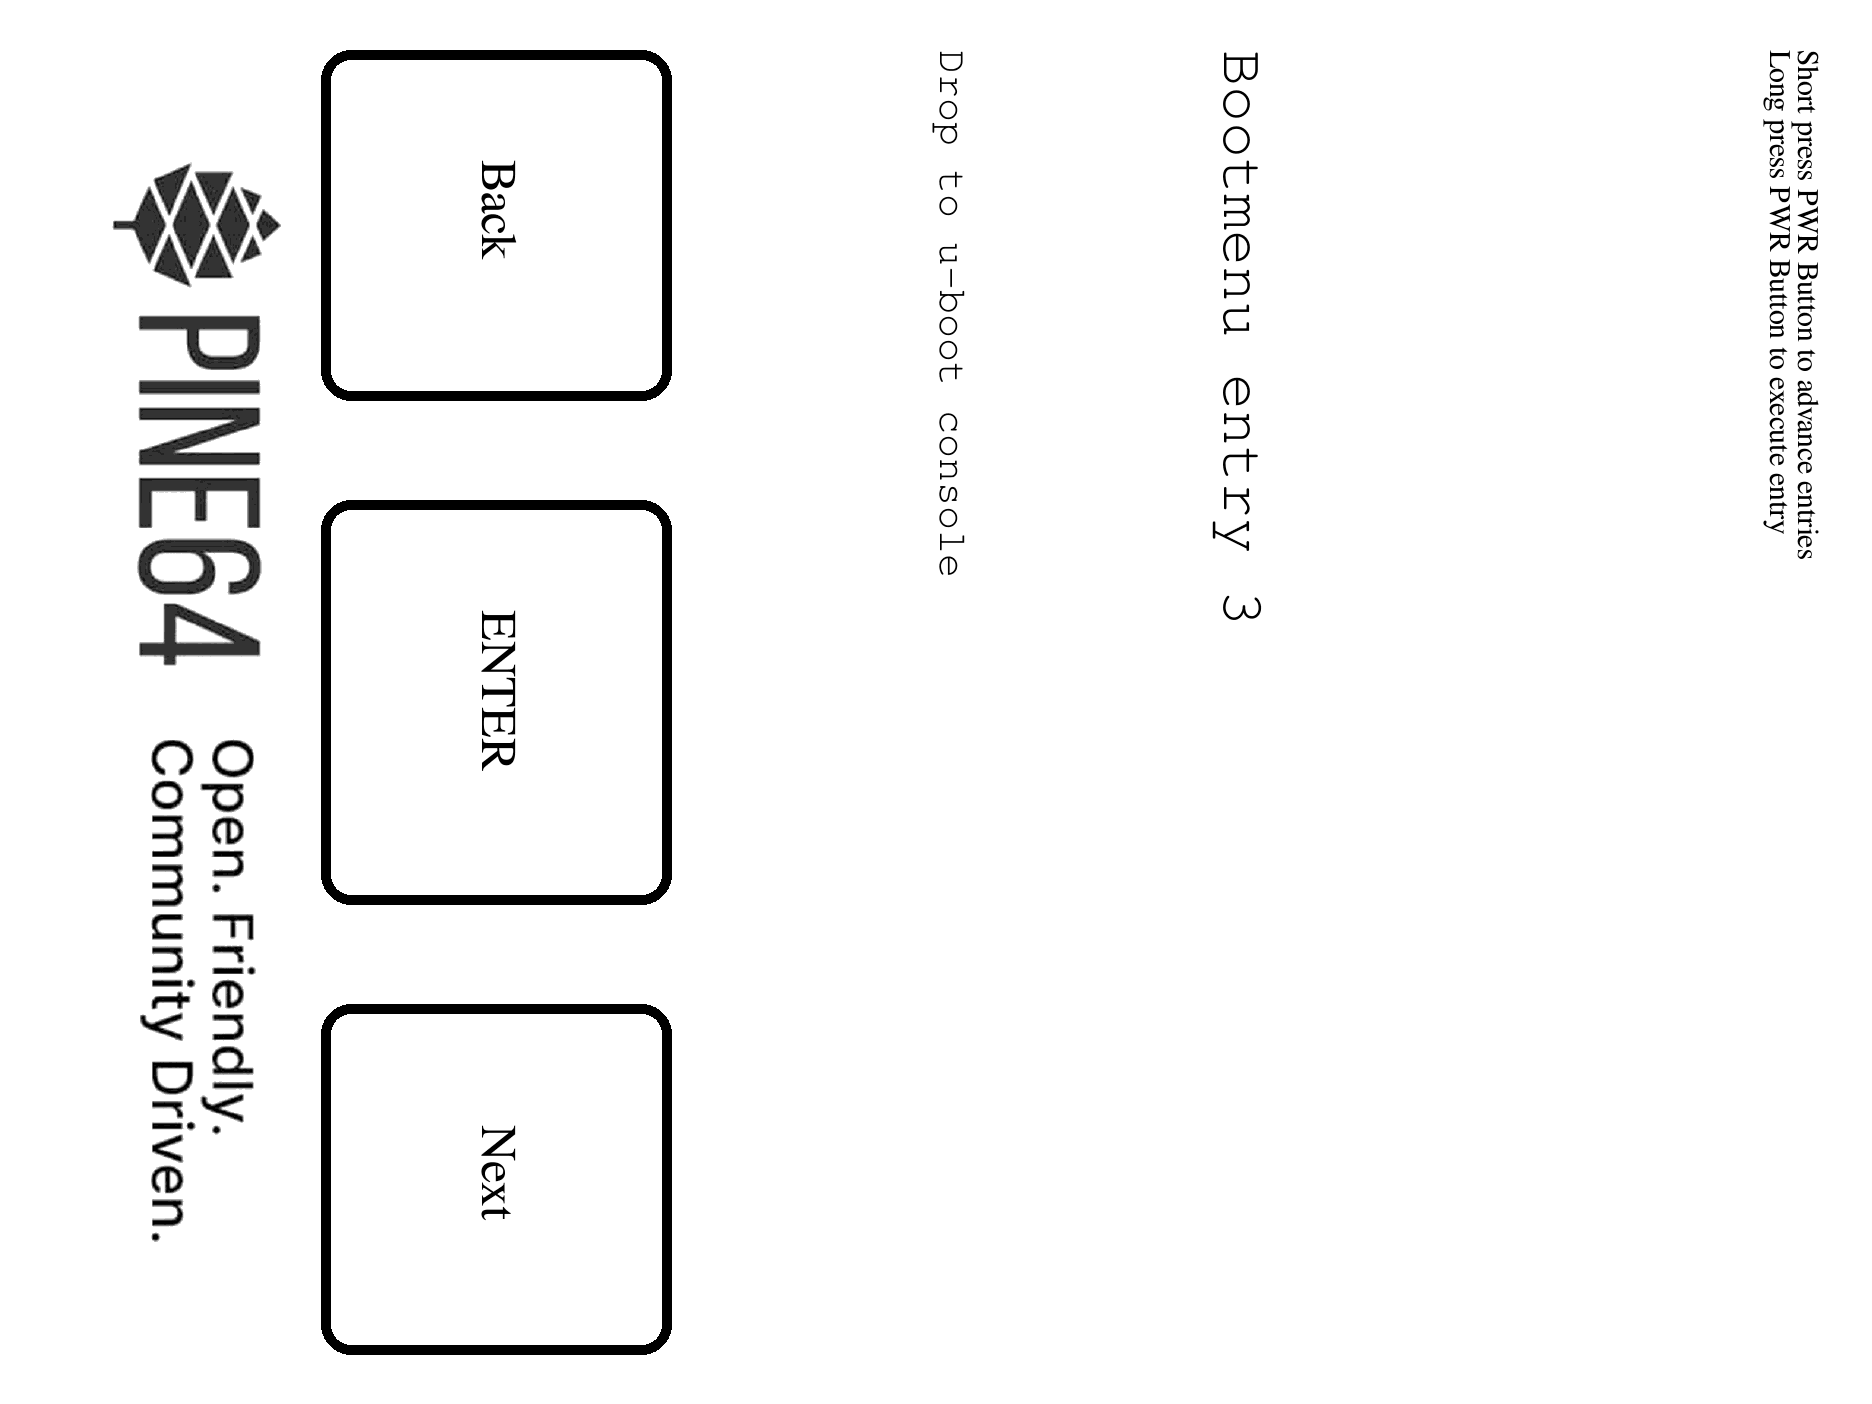 Short press PWR Button to advance entries
Long press PWR Button to execute entry
Bootmenu entry 3
Drop to u-boot console
Back
ENTER
Next
PINE64
Open. Friendly.
Community Driven.